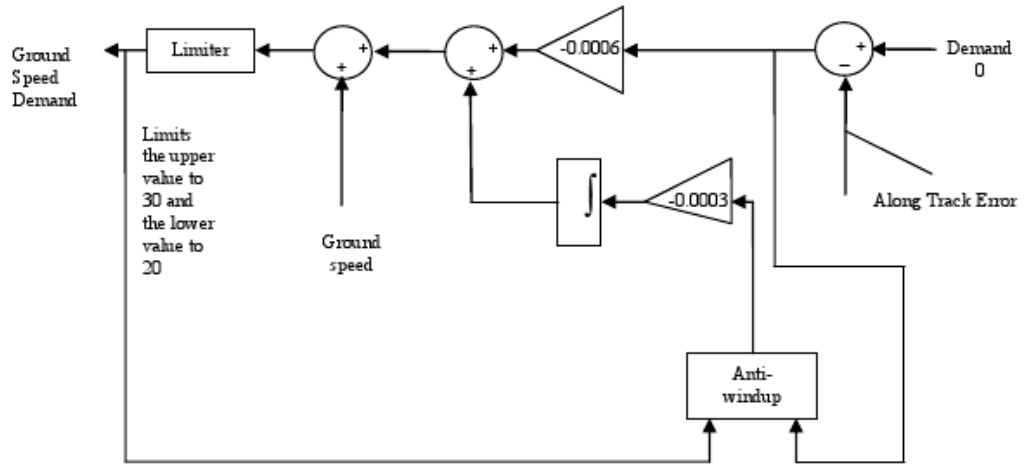 Ground
Speed
Demand
Limiter
+
+
+
+
-0.0006
+
−
Demand
0
Limits
the upper
value to
30 and
the lower
value to
20
Ground
speed
∫
-0.0003
Along Track Error
Anti-
windup